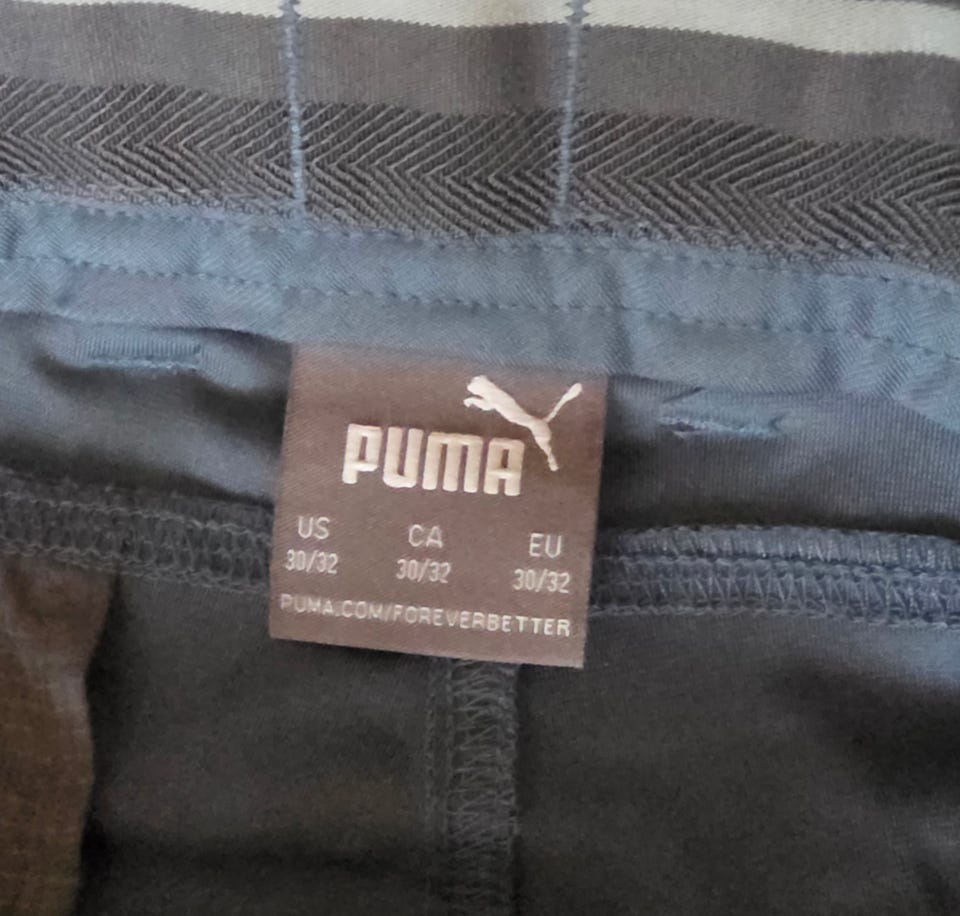 PUMA
US CA EU
30/32 30/32 30/32
PUMA.COM/FOREVERBETTER